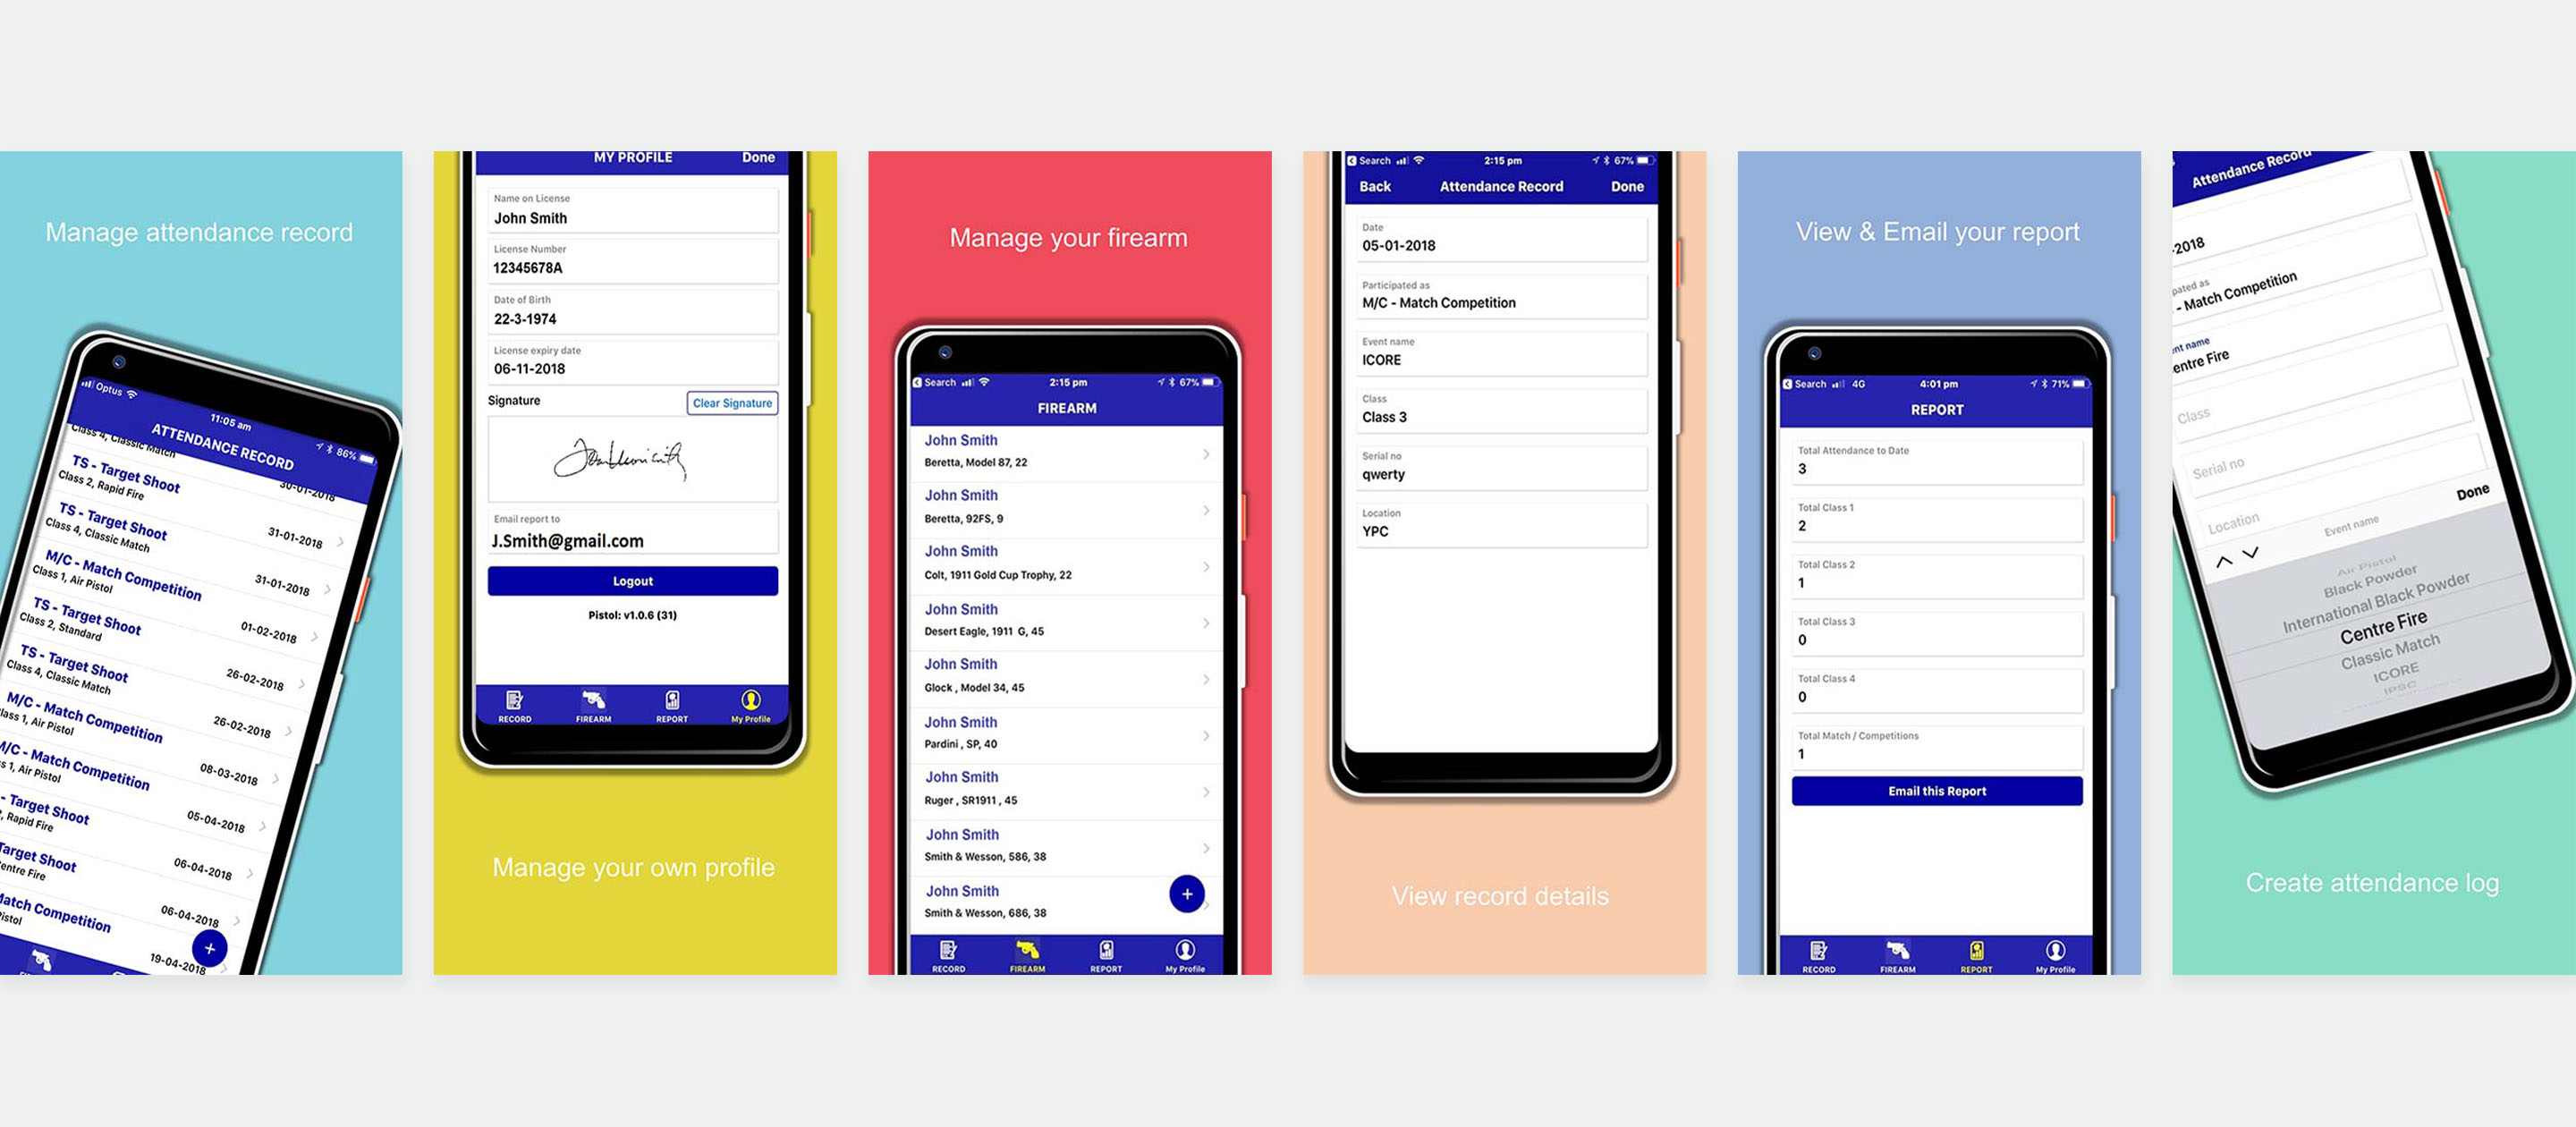 Manage attendance record
Optus
11:05 am
86%
ATTENDANCE RECORD
Class 4, Classic Match
30-01-2018
TS - Target Shoot
Class 2, Rapid Fire
31-01-2018
TS - Target Shoot
Class 4, Classic Match
31-01-2018
M/C - Match Competition
Class 1, Air Pistol
01-02-2018
TS - Target Shoot
Class 2, Standard
26-02-2018
TS - Target Shoot
Class 4, Classic Match
26-02-2018
M/C - Match Competition
lass 1, Air Pistol
08-03-2018
M/C - Match Competition
s 1, Air Pistol
05-04-2018
- Target Shoot
, Rapid Fire
06-04-2018
Target Shoot
entre Fire
06-04-2018
Match Competition
Pistol
19-04-2018
+
MY PROFILE
Done
Name on License
John Smith
License Number
12345678A
Date of Birth
22-3-1974
License expiry date
06-11-2018
Signature
Clear Signature
Email report to
J.Smith@gmail.com
Logout
Pistol: v1.0.6 (31)
RECORD
FIREARM
REPORT
My Profile
Manage your own profile
Manage your firearm
Search
2:15 pm
67%
FIREARM
John Smith
Beretta, Model 87, 22
John Smith
Beretta, 92FS, 9
John Smith
Colt, 1911 Gold Cup Trophy, 22
John Smith
Desert Eagle, 1911 G, 45
John Smith
Glock , Model 34, 45
John Smith
Pardini , SP, 40
John Smith
Ruger , SR1911 , 45
John Smith
Smith & Wesson, 586, 38
John Smith
Smith & Wesson, 686, 38
+
RECORD
FIREARM
REPORT
My Profile
Search
2:15 pm
67%
Back
Attendance Record
Done
Date
05-01-2018
Participated as
M/C - Match Competition
Event name
ICORE
Class
Class 3
Serial no
qwerty
Location
YPC
View record details
View & Email your report
Search
4G
4:01 pm
71%
REPORT
Total Attendance to Date
3
Total Class 1
2
Total Class 2
1
Total Class 3
0
Total Class 4
0
Total Match / Competitions
1
Email this Report
RECORD
FIREARM
REPORT
My Profile
Attendance Record
-2018
pated as
- Match Competition
ent name
entre Fire
Class
Serial no
Location
Done
Event name
Air Pistol
Black Powder
International Black Powder
Centre Fire
Classic Match
ICORE
IPSC
Create attendance log